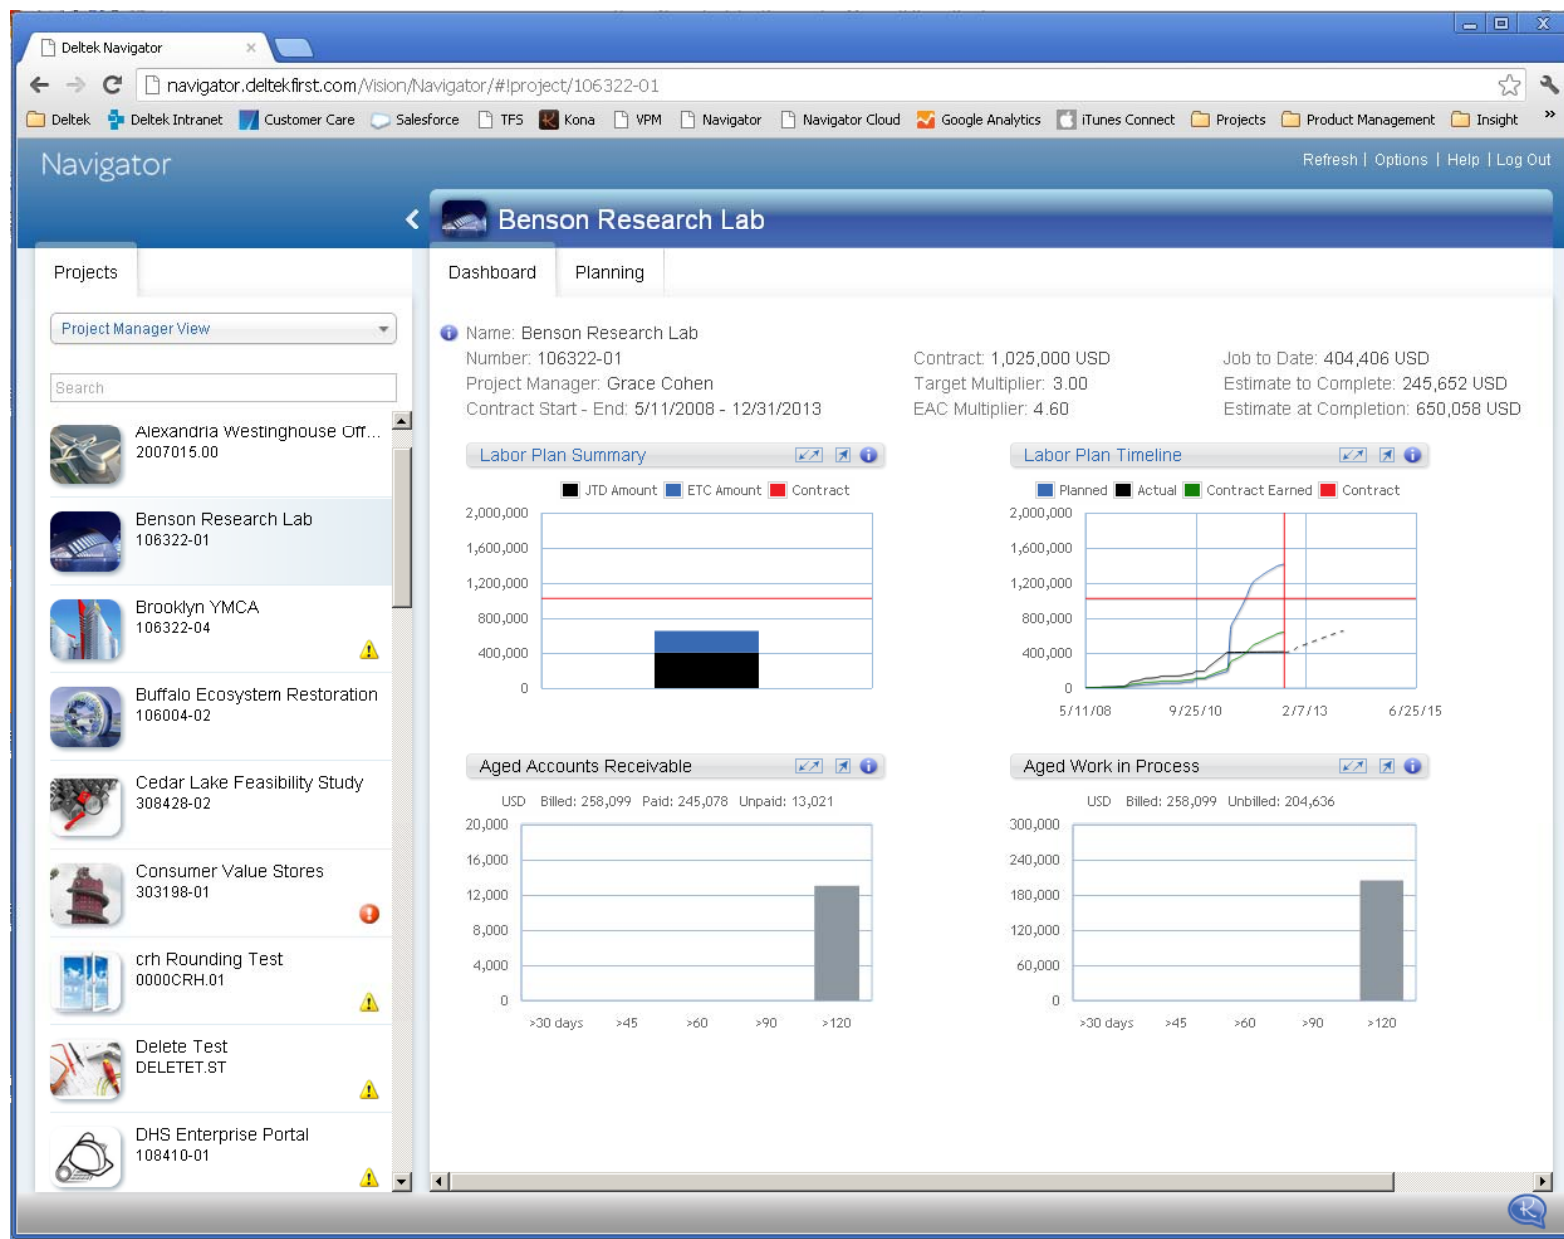 Deltek Navigator
navigator.deltekfirst.com/Vision/Navigator/#!project/106322-01
Deltek Deltek Intranet Customer Care Salesforce TFS Kona VPM Navigator Navigator Cloud Google Analytics iTunes Connect Projects Product Management Insight »
Navigator
Refresh | Options | Help | Log Out
Benson Research Lab
Projects
Project Manager View
Search
Alexandria Westinghouse Off...
2007015.00
Benson Research Lab
106322-01
Brooklyn YMCA
106322-04
Buffalo Ecosystem Restoration
106004-02
Cedar Lake Feasibility Study
308428-02
Consumer Value Stores
303198-01
crh Rounding Test
0000CRH.01
Delete Test
DELETET.ST
DHS Enterprise Portal
108410-01
Dashboard Planning
Name: Benson Research Lab
Number: 106322-01 Contract: 1,025,000 USD Job to Date: 404,406 USD
Project Manager: Grace Cohen Target Multiplier: 3.00 Estimate to Complete: 245,652 USD
Contract Start - End: 5/11/2008 - 12/31/2013 EAC Multiplier: 4.60 Estimate at Completion: 650,058 USD
Labor Plan Summary
JTD Amount ETC Amount Contract
2,000,000
1,600,000
1,200,000
800,000
400,000
0
Labor Plan Timeline
Planned Actual Contract Earned Contract
2,000,000
1,600,000
1,200,000
800,000
400,000
0
5/11/08 9/25/10 2/7/13 6/25/15
Aged Accounts Receivable
USD Billed: 258,099 Paid: 245,078 Unpaid: 13,021
20,000
16,000
12,000
8,000
4,000
0
>30 days >45 >60 >90 >120
Aged Work in Process
USD Billed: 258,099 Unbilled: 204,636
300,000
240,000
180,000
120,000
60,000
0
>30 days >45 >60 >90 >120
K